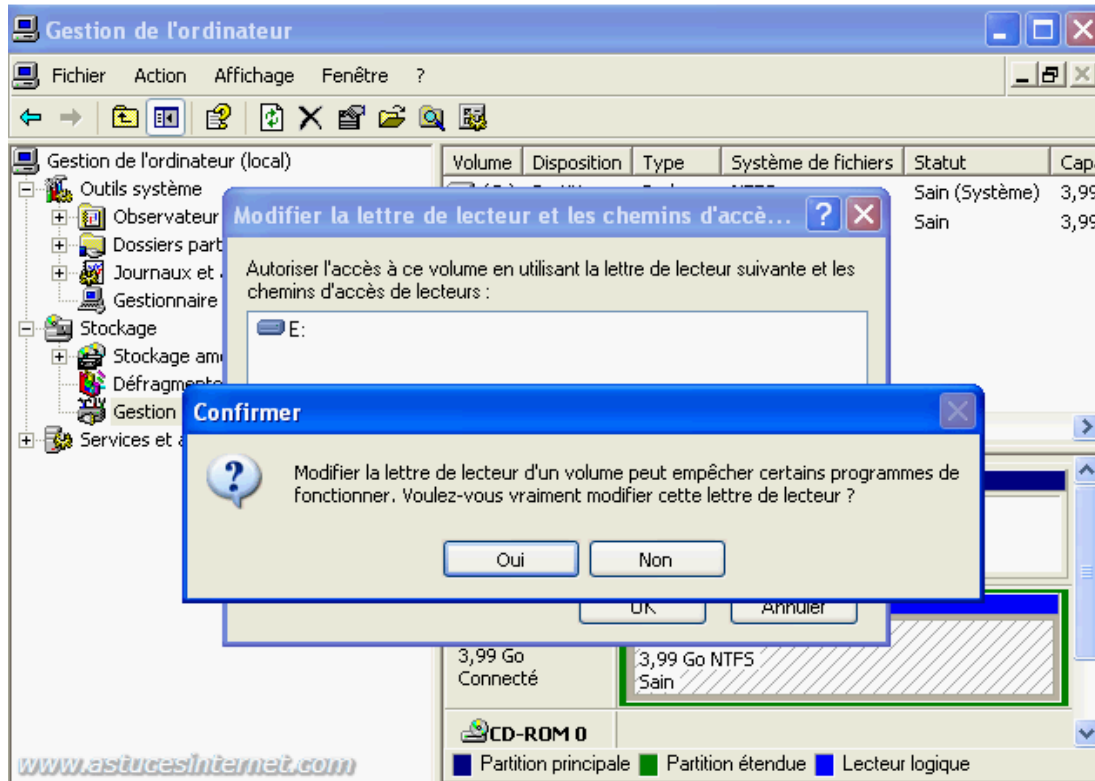 Gestion de l'ordinateur
Fichier Action Affichage Fenêtre ?
Gestion de l'ordinateur (local)
Outils système
Observateur
Dossiers part
Journaux et
Gestionnaire
Stockage
Stockage am
Défragmente
Gestion
Services et a
Volume Disposition Type Système de fichiers Statut Cap
Sain (Système) 3,99
Sain 3,99
Modifier la lettre de lecteur et les chemins d'accè...
Autoriser l'accès à ce volume en utilisant la lettre de lecteur suivante et les
chemins d'accès de lecteurs :
E:
Confirmer
Modifier la lettre de lecteur d'un volume peut empêcher certains programmes de
fonctionner. Voulez-vous vraiment modifier cette lettre de lecteur ?
Oui Non
OK Annuler
3,99 Go
Connecté
3,99 Go NTFS
Sain
CD-ROM 0
Partition principale Partition étendue Lecteur logique
www.astucesinternet.com